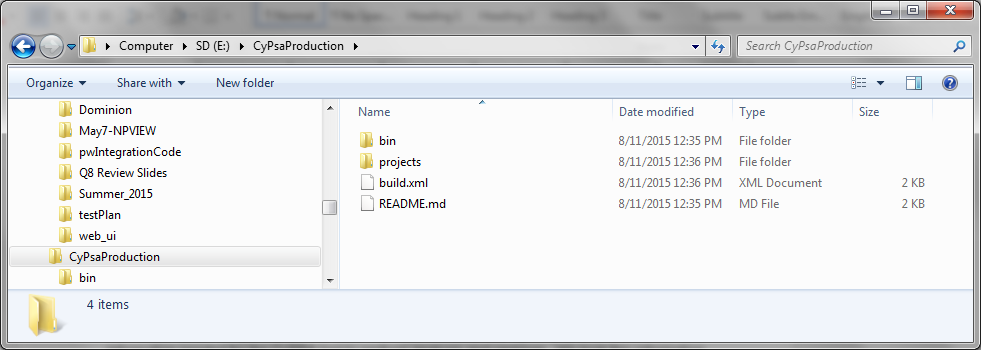 Computer ▸ SD (E:) ▸ CyPsaProduction ▸
Search CyPsaProduction
Organize Share with New folder
Dominion
May7-NPVIEW
pwIntegrationCode
Q8 Review Slides
Summer_2015
testPlan
web_ui
CyPsaProduction
bin
Name Date modified Type Size
bin 8/11/2015 12:35 PM File folder
projects 8/11/2015 12:36 PM File folder
build.xml 8/11/2015 12:36 PM XML Document 2 KB
README.md 8/11/2015 12:35 PM MD File 2 KB
4 items